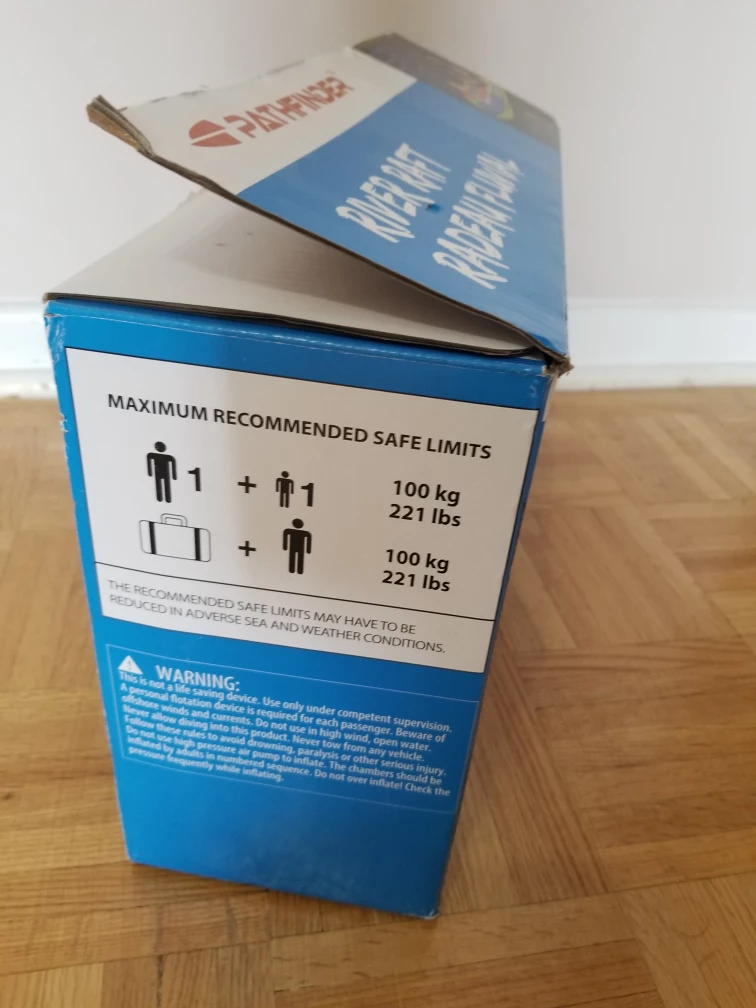 PATHFINDER
RIVER RAFT
RADEAU FLUVIAL
MAXIMUM RECOMMENDED SAFE LIMITS
1 + 1 100 kg
221 lbs
+ 100 kg
221 lbs
THE RECOMMENDED SAFE LIMITS MAY HAVE TO BE
REDUCED IN ADVERSE SEA AND WEATHER CONDITIONS.
WARNING:
This is not a life saving device. Use only under competent supervision.
A personal flotation device is required for each passenger. Beware of
offshore winds and currents. Do not use in high wind, open water.
Never allow diving into this product. Never tow from any vehicle.
Follow these rules to avoid drowning, paralysis or other serious injury.
Do not use high pressure air pump to inflate. The chambers should be
inflated by adults in numbered sequence. Do not over inflate! Check the
pressure frequently while inflating.